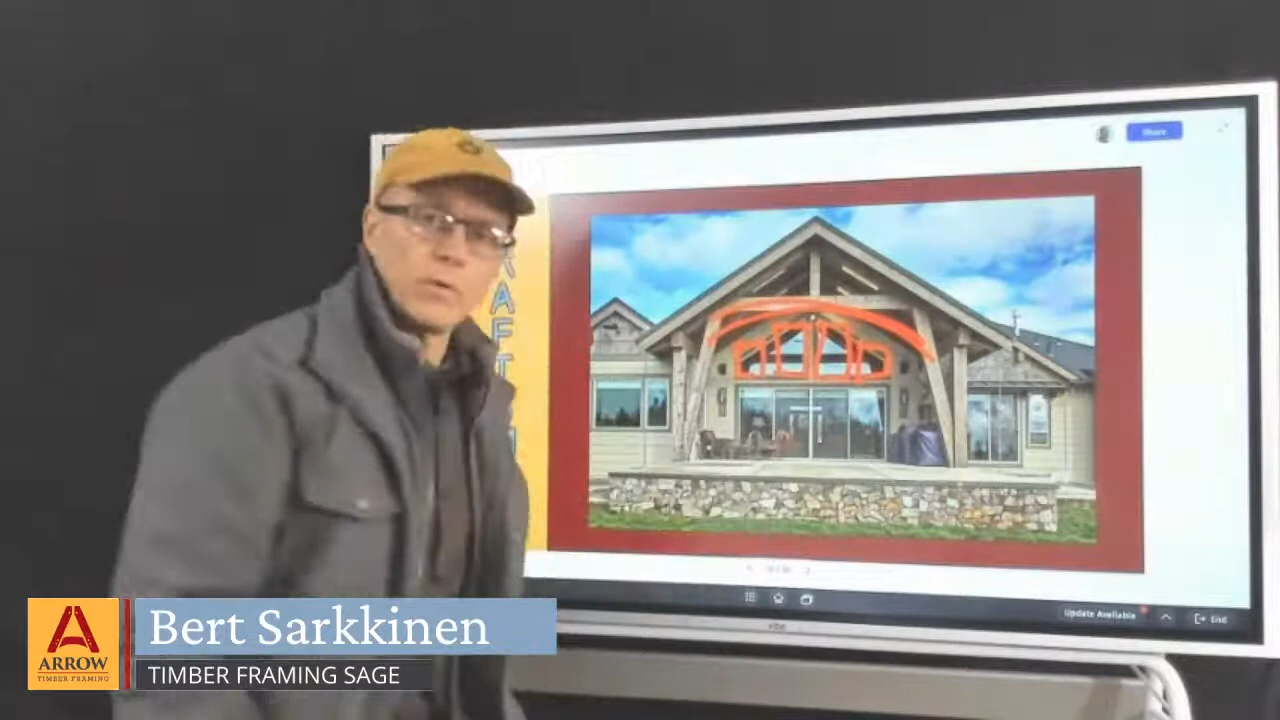 Share
Update Available
End
Bert Sarkkinen
TIMBER FRAMING SAGE
ARROW
TIMBER FRAMING